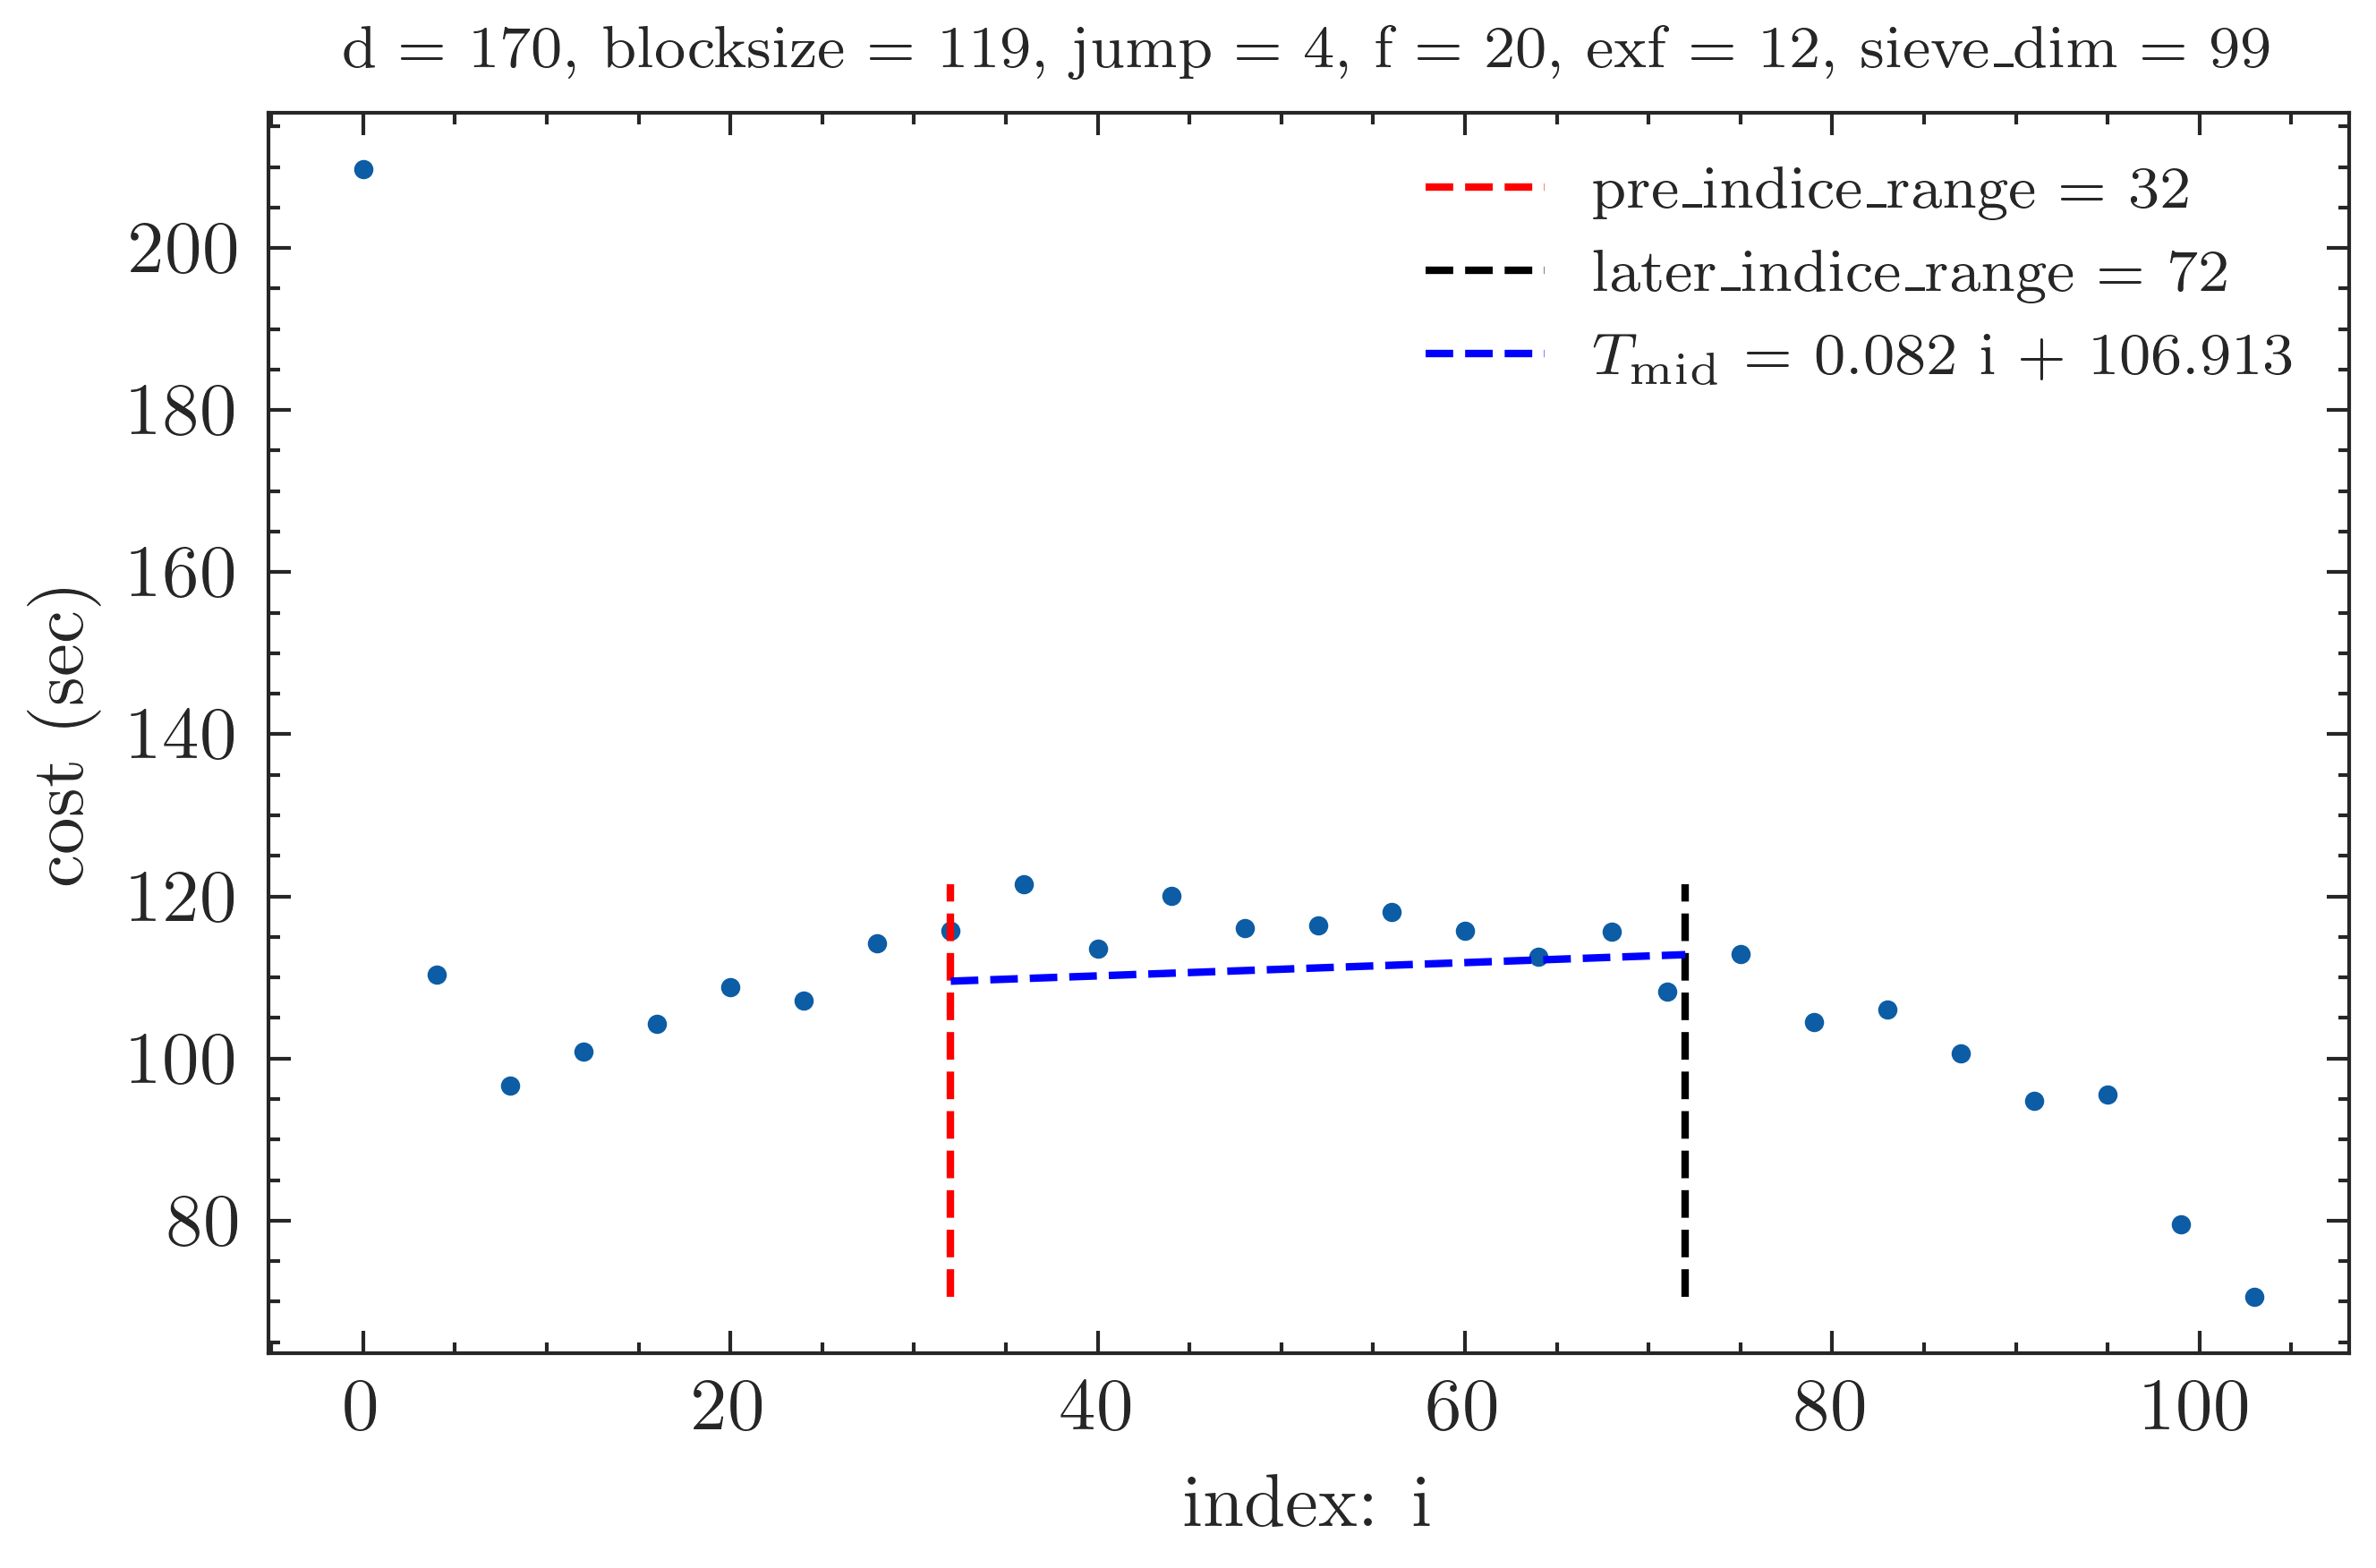 d = 170, blocksize = 119, jump = 4, f = 20, exf = 12, sieve_dim = 99
pre_indice_range = 32
later_indice_range = 72
T_mid = 0.082 i + 106.913
cost (sec)
200
180
160
140
120
100
80
0 20 40 60 80 100
index: i